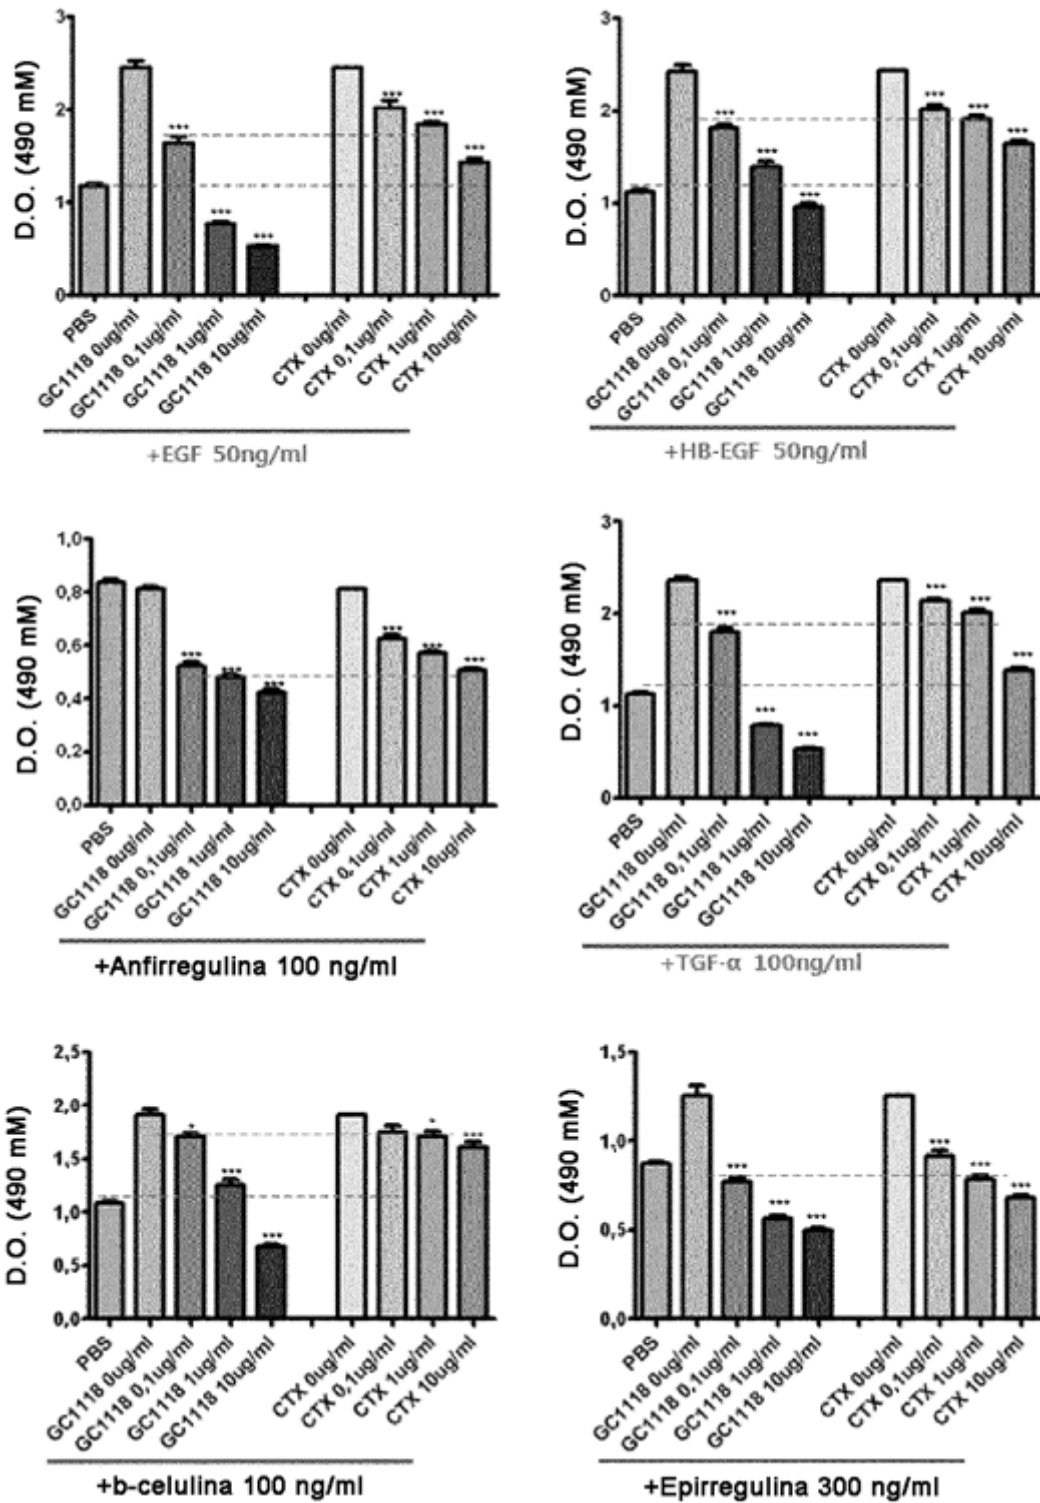 D.O. (490 mM)
3
2
1
0
***
***
***
***
***
***
PBS
GC1118 0ug/ml
GC1118 0,1ug/ml
GC1118 1ug/ml
GC1118 10ug/ml
CTX 0ug/ml
CTX 0,1ug/ml
CTX 1ug/ml
CTX 10ug/ml
+EGF 50ng/ml
D.O. (490 mM)
3
2
1
0
***
***
***
***
***
***
PBS
GC1118 0ug/ml
GC1118 0,1ug/ml
GC1118 1ug/ml
GC1118 10ug/ml
CTX 0ug/ml
CTX 0,1ug/ml
CTX 1ug/ml
CTX 10ug/ml
+HB-EGF 50ng/ml
D.O. (490 mM)
1,0
0,8
0,6
0,4
0,2
0,0
***
***
***
***
***
***
PBS
GC1118 0ug/ml
GC1118 0,1ug/ml
GC1118 1ug/ml
GC1118 10ug/ml
CTX 0ug/ml
CTX 0,1ug/ml
CTX 1ug/ml
CTX 10ug/ml
+Anfirregulina 100 ng/ml
D.O. (490 mM)
3
2
1
0
***
***
***
***
***
***
PBS
GC1118 0ug/ml
GC1118 0,1ug/ml
GC1118 1ug/ml
GC1118 10ug/ml
CTX 0ug/ml
CTX 0,1ug/ml
CTX 1ug/ml
CTX 10ug/ml
+TGF-α 100ng/ml
D.O. (490 mM)
2,5
2,0
1,5
1,0
0,5
0,0
*
***
***
*
***
PBS
GC1118 0ug/ml
GC1118 0,1ug/ml
GC1118 1ug/ml
GC1118 10ug/ml
CTX 0ug/ml
CTX 0,1ug/ml
CTX 1ug/ml
CTX 10ug/ml
+b-celulina 100 ng/ml
D.O. (490 mM)
1,5
1,0
0,5
0,0
***
***
***
***
***
***
PBS
GC1118 0ug/ml
GC1118 0,1ug/ml
GC1118 1ug/ml
GC1118 10ug/ml
CTX 0ug/ml
CTX 0,1ug/ml
CTX 1ug/ml
CTX 10ug/ml
+Epirregulina 300 ng/ml